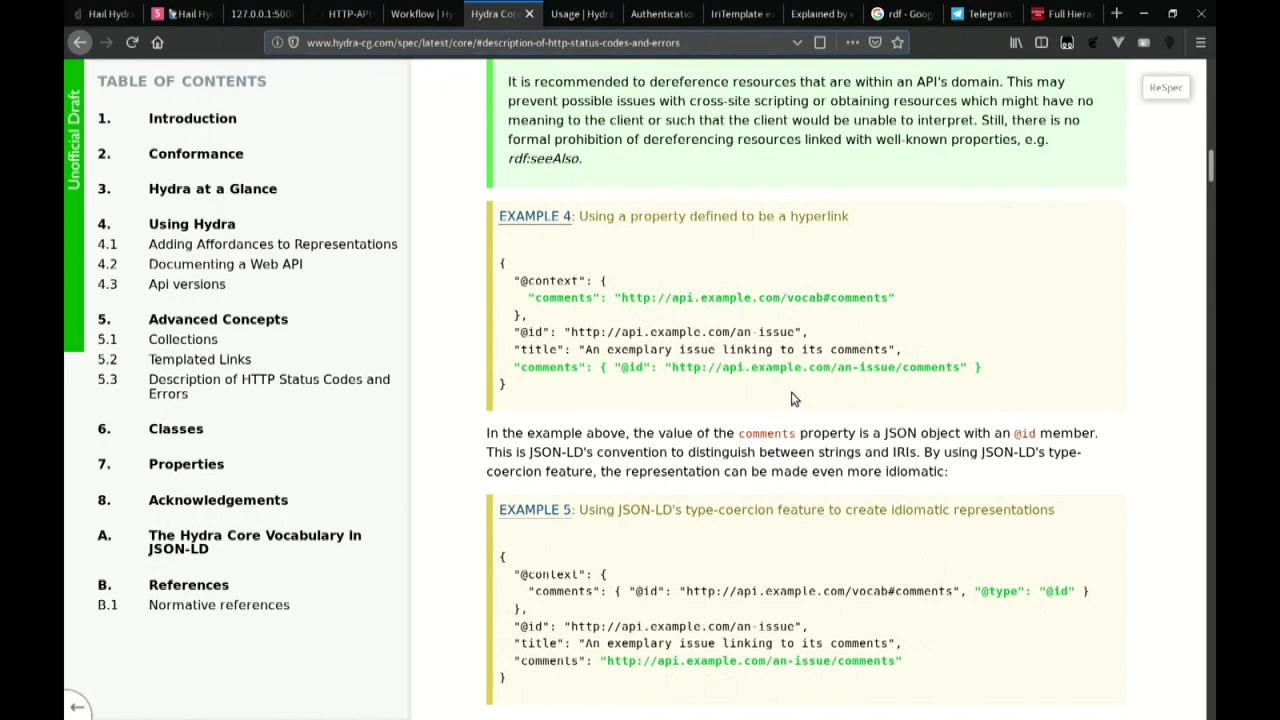 Hail Hydra
Hail Hy
127.0.0.1:500
HTTP-API
Workflow | Hy
Hydra Core
Usage | Hydra
Authenticatio
IriTemplate e
Explained by e
rdf - Goog
Telegram
Full Hierar
www.hydra-cg.com/spec/latest/core/#description-of-http-status-codes-and-errors
Unofficial Draft
TABLE OF CONTENTS
1. Introduction
2. Conformance
3. Hydra at a Glance
4. Using Hydra
4.1 Adding Affordances to Representations
4.2 Documenting a Web API
4.3 Api versions
5. Advanced Concepts
5.1 Collections
5.2 Templated Links
5.3 Description of HTTP Status Codes and
Errors
6. Classes
7. Properties
8. Acknowledgements
A. The Hydra Core Vocabulary in
JSON-LD
B. References
B.1 Normative references
ReSpec
It is recommended to dereference resources that are within an API's domain. This may
prevent possible issues with cross-site scripting or obtaining resources which might have no
meaning to the client or such that the client would be unable to interpret. Still, there is no
formal prohibition of dereferencing resources linked with well-known properties, e.g.
rdf:seeAlso.
EXAMPLE 4: Using a property defined to be a hyperlink
{
"@context": {
"comments": "http://api.example.com/vocab#comments"
},
"@id": "http://api.example.com/an-issue",
"title": "An exemplary issue linking to its comments",
"comments": { "@id": "http://api.example.com/an-issue/comments" }
}
In the example above, the value of the comments property is a JSON object with an @id member.
This is JSON-LD's convention to distinguish between strings and IRIs. By using JSON-LD's type-
coercion feature, the representation can be made even more idiomatic:
EXAMPLE 5: Using JSON-LD's type-coercion feature to create idiomatic representations
{
"@context": {
"comments": { "@id": "http://api.example.com/vocab#comments", "@type": "@id" }
},
"@id": "http://api.example.com/an-issue",
"title": "An exemplary issue linking to its comments",
"comments": "http://api.example.com/an-issue/comments"
}